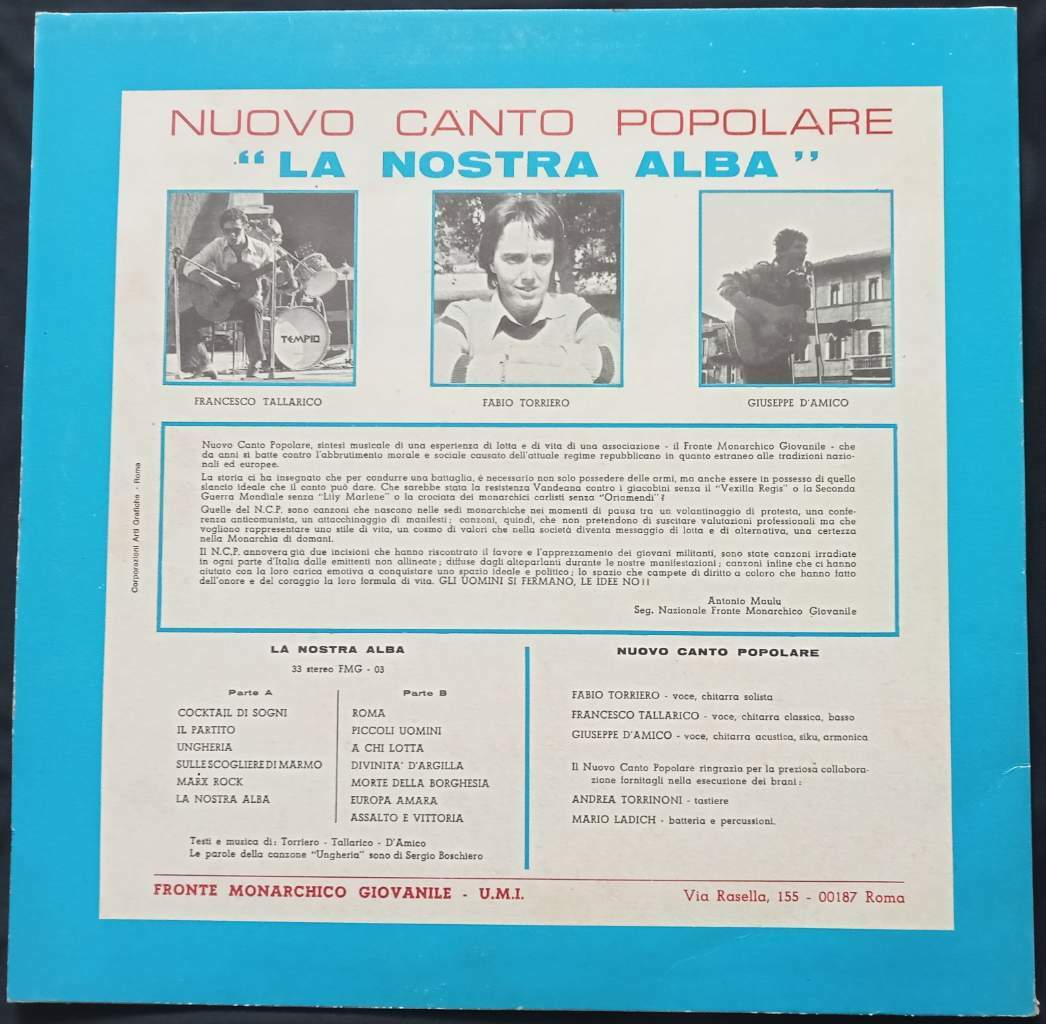 NUOVO CANTO POPOLARE
“LA NOSTRA ALBA”
TEMPIO
FRANCESCO TALLARICO
FABIO TORRIERO
GIUSEPPE D'AMICO
Corporazioni Arti Grafiche - Roma
Nuovo Canto Popolare, sintesi musicale di una esperienza di lotta e di vita di una associazione - il Fronte Monarchico Giovanile - che
da anni si batte contro l'abbrutimento morale e sociale causato dell'attuale regime repubblicano in quanto estraneo alle tradizioni nazio-
nali ed europee.
La storia ci ha insegnato che per condurre una battaglia, é necessario non solo possedere delle armi, ma anche essere in possesso di quello
slancio ideale che il canto può dare. Che sarebbe stata la resistenza Vandeana contro i giacobini senza il "Vexilla Regis" o la Seconda
Guerra Mondiale senza "Lily Marlene" o la crociata dei monarchici carlisti senza "Oriamendi"?
Quelle del N.C.P. sono canzoni che nascono nelle sedi monarchiche nei momenti di pausa tra un volantinaggio di protesta, una confe-
renza anticomunista, un attacchinaggio di manifesti; canzoni, quindi, che non pretendono di suscitare valutazioni professionali ma che
vogliono rappresentare uno stile di vita, un cosmo di valori che nella società diventa messaggio di lotta e di alternativa, una certezza
nella Monarchia di domani.
Il N.C.P. annovera già due incisioni che hanno riscontrato il favore e l'apprezzamento dei giovani militanti, sono state canzoni irradiate
in ogni parte d'Italia dalle emittenti non allineate; diffuse dagli altoparlanti durante le nostre manifestazioni; canzoni infine che ci hanno
aiutato con la loro carica emotiva a conquistare uno spazio ideale e politico; lo spazio che compete di diritto a coloro che hanno fatto
dell'onore e del coraggio la loro formula di vita. GLI UOMINI SI FERMANO, LE IDEE NO!!
Antonio Maulu
Seg. Nazionale Fronte Monarchico Giovanile
LA NOSTRA ALBA
33 stereo FMG - 03
Parte A
COCKTAIL DI SOGNI
IL PARTITO
UNGHERIA
SULLE SCOGLIERE DI MARMO
MARX ROCK
LA NOSTRA ALBA
Parte B
ROMA
PICCOLI UOMINI
A CHI LOTTA
DIVINITA' D'ARGILLA
MORTE DELLA BORGHESIA
EUROPA AMARA
ASSALTO E VITTORIA
Testi e musica di: Torriero - Tallarico - D'Amico
Le parole della canzone "Ungheria" sono di Sergio Boschiero
NUOVO CANTO POPOLARE
FABIO TORRIERO - voce, chitarra solista
FRANCESCO TALLARICO - voce, chitarra classica, basso
GIUSEPPE D'AMICO - voce, chitarra acustica, siku, armonica
Il Nuovo Canto Popolare ringrazia per la preziosa collabora-
zione fornitagli nella esecuzione dei brani:
ANDREA TORRINONI - tastiere
MARIO LADICH - batteria e percussioni.
FRONTE MONARCHICO GIOVANILE - U.M.I.
Via Rasella, 155 - 00187 Roma